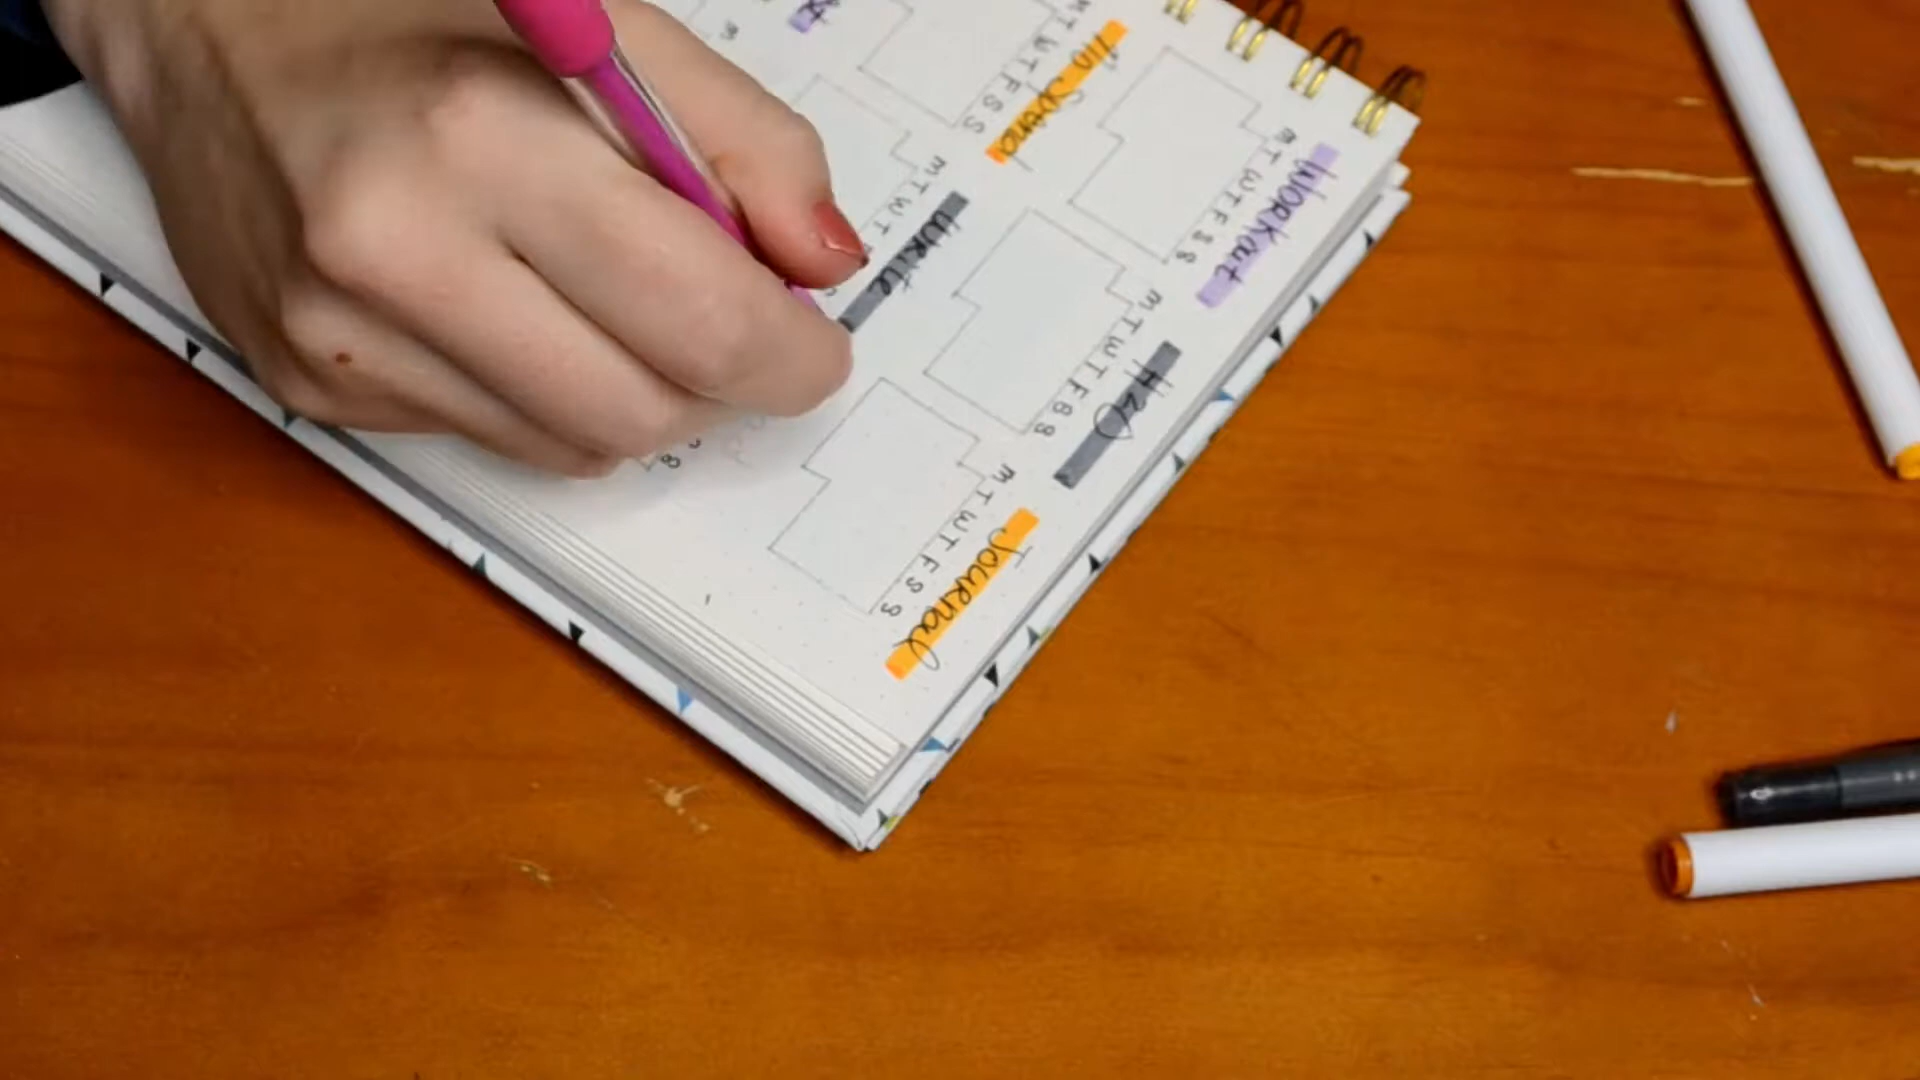 Workout
m T W T F S S
H2O
m T W T F S S
Journal
m T W T F S S
no Spend
m T W T F S S
Write
m T W T